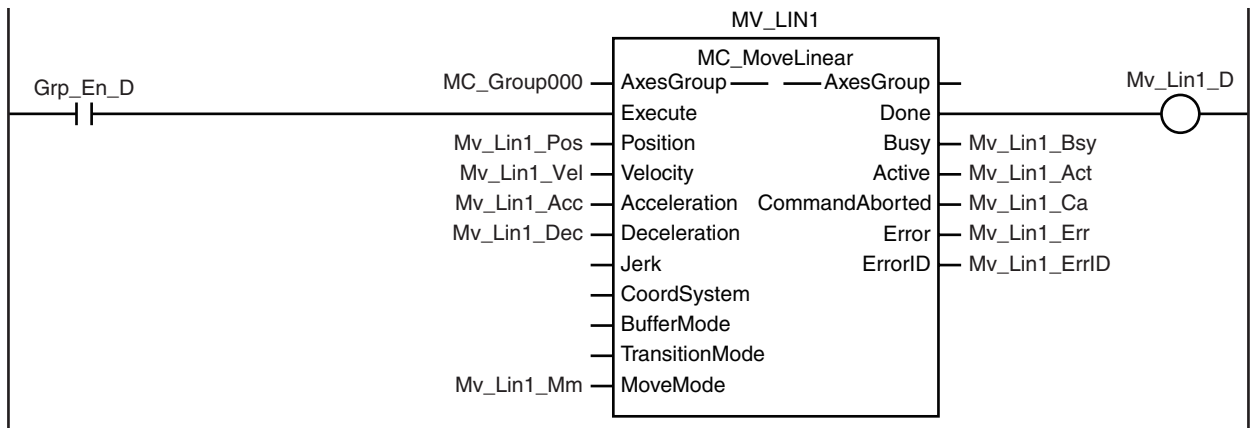 MV_LIN1
MC_MoveLinear
Grp_En_D
MC_Group000 AxesGroup AxesGroup Mv_Lin1_D
Execute Done
Mv_Lin1_Pos Position Busy Mv_Lin1_Bsy
Mv_Lin1_Vel Velocity Active Mv_Lin1_Act
Mv_Lin1_Acc Acceleration CommandAborted Mv_Lin1_Ca
Mv_Lin1_Dec Deceleration Error Mv_Lin1_Err
Jerk ErrorID Mv_Lin1_ErrID
CoordSystem
BufferMode
TransitionMode
Mv_Lin1_Mm MoveMode